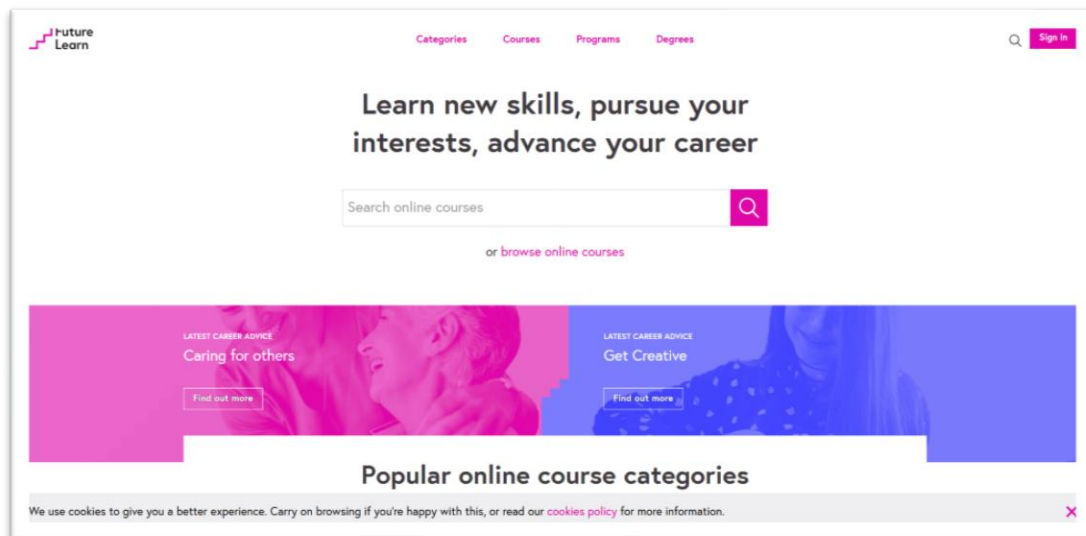 Future
Learn
Categories Courses Programs Degrees
Sign in
Learn new skills, pursue your
interests, advance your career
Search online courses
or browse online courses
LATEST CAREER ADVICE
Caring for others
Find out more
LATEST CAREER ADVICE
Get Creative
Find out more
Popular online course categories
We use cookies to give you a better experience. Carry on browsing if you're happy with this, or read our cookies policy for more information.